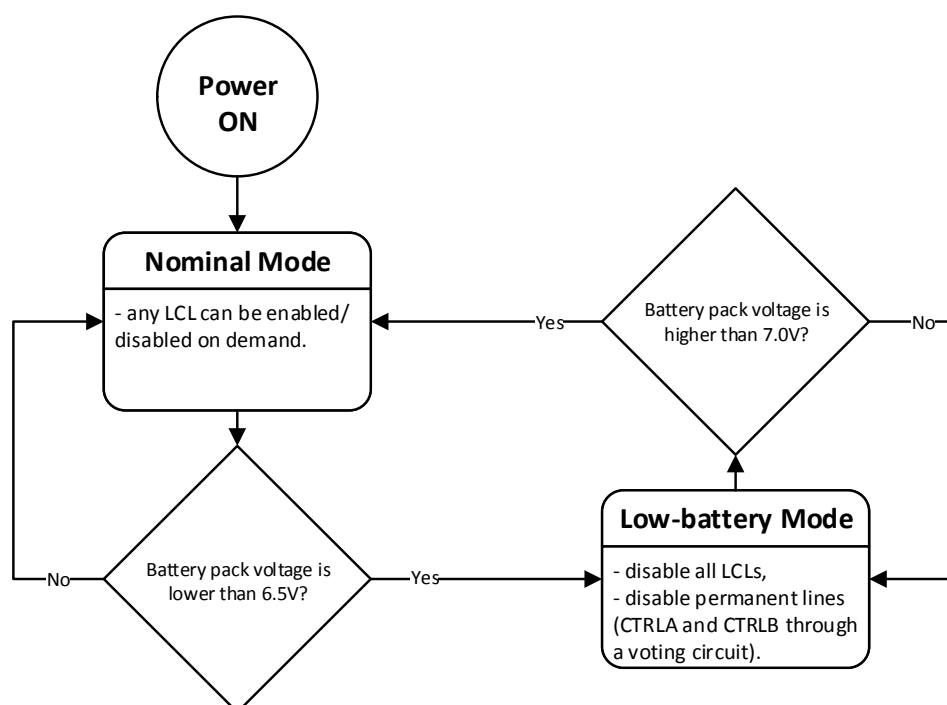 Power
ON
Nominal Mode
- any LCL can be enabled/
disabled on demand.
Battery pack voltage is
higher than 7.0V?
Yes
No
Battery pack voltage is
lower than 6.5V?
No
Yes
Low-battery Mode
- disable all LCLs,
- disable permanent lines
(CTRLA and CTRLB through
a voting circuit).